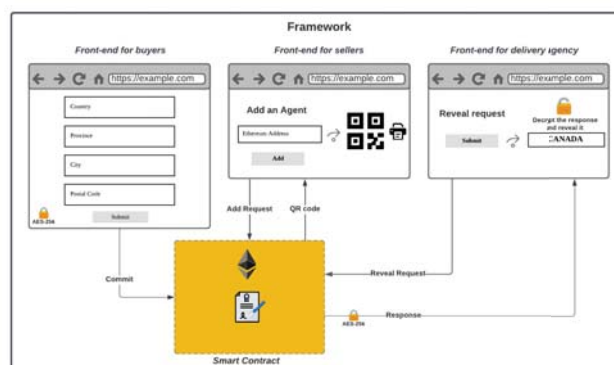 Framework
Front-end for buyers
Front-end for sellers
Front-end for delivery agency
https://example.com
https://example.com
https://example.com
Country
Province
City
Postal Code
Submit
AES-256
Add an Agent
Ethereum Address
Add
Reveal request
Submit
Decrypt the response
and reveal it
CANADA
Add Request
QR code
Commit
Reveal Request
AES-256
Response
Smart Contract